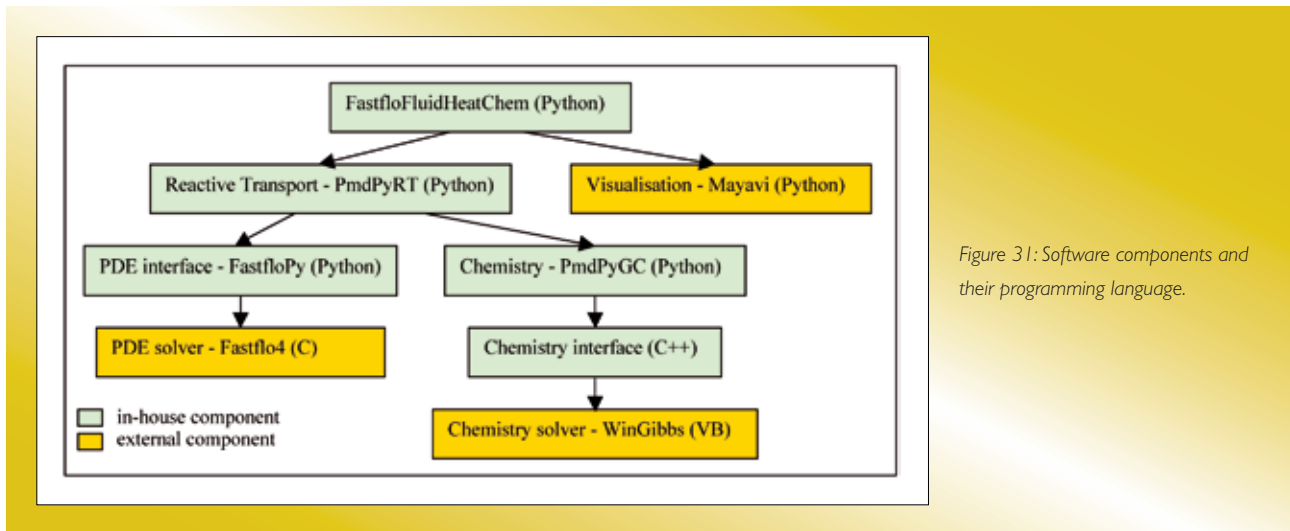 FastfloFluidHeatChem (Python)
Reactive Transport - PmdPyRT (Python)
Visualisation - Mayavi (Python)
PDE interface - FastfloPy (Python)
Chemistry - PmdPyGC (Python)
PDE solver - Fastflo4 (C)
Chemistry interface (C++)
Chemistry solver - WinGibbs (VB)
in-house component
external component
Figure 31: Software components and
their programming language.